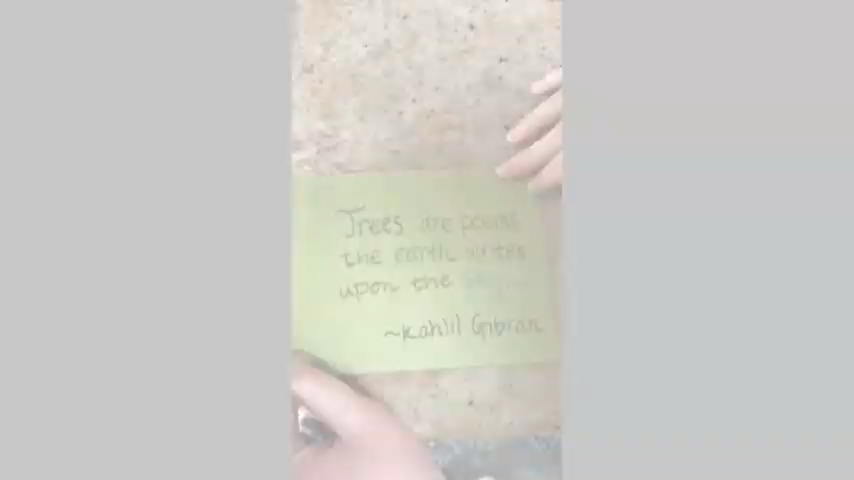 Trees are poems
the earth writes
upon the
~Kahlil Gibran